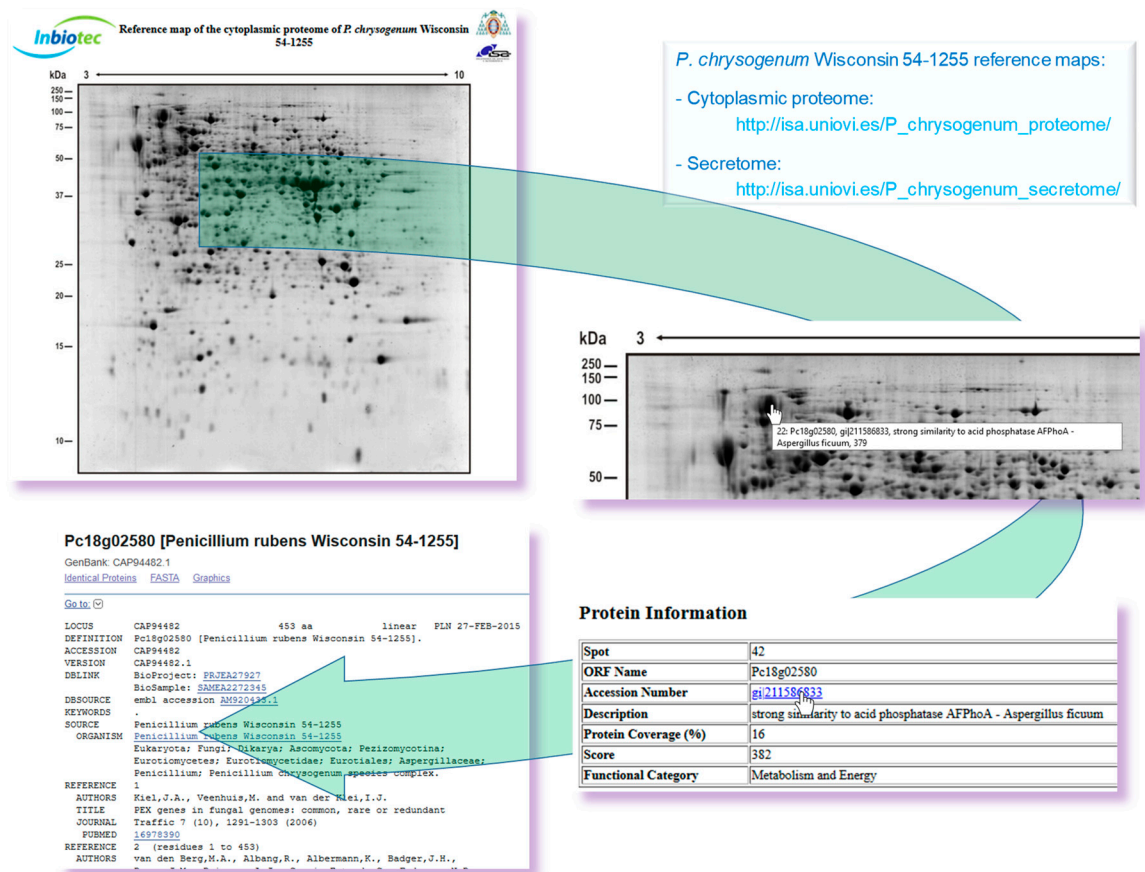 Inbiotec
Reference map of the cytoplasmic proteome of P. chrysogenum Wisconsin
54-1255
kDa 3 10
250
150
100
75
50
37
25
20
15
10
P. chrysogenum Wisconsin 54-1255 reference maps:
- Cytoplasmic proteome:
http://isa.uniovi.es/P_chrysogenum_proteome/
- Secretome:
http://isa.uniovi.es/P_chrysogenum_secretome/
kDa 3
250
150
100
75
50
22: Pc18g02580, gi|211586833, strong similarity to acid phosphatase AFPhoA -
Aspergillus ficuum, 379
Protein Information
Spot 42
ORF Name Pc18g02580
Accession Number gi|211586833
Description strong similarity to acid phosphatase AFPhoA - Aspergillus ficuum
Protein Coverage (%) 16
Score 382
Functional Category Metabolism and Energy
Pc18g02580 [Penicillium rubens Wisconsin 54-1255]
GenBank: CAP94482.1
Identical Proteins FASTA Graphics
Go to:
LOCUS CAP94482 453 aa linear PLN 27-FEB-2015
DEFINITION Pc18g02580 [Penicillium rubens Wisconsin 54-1255].
ACCESSION CAP94482
VERSION CAP94482.1
DBLINK BioProject: PRJEA27927
BioSample: SAMEA2272345
DBSOURCE embl accession AM920433.1
KEYWORDS .
SOURCE Penicillium rubens Wisconsin 54-1255
ORGANISM Penicillium rubens Wisconsin 54-1255
Eukaryota; Fungi; Dikarya; Ascomycota; Pezizomycotina;
Eurotiomycetes; Eurotiomycetidae; Eurotiales; Aspergillaceae;
Penicillium; Penicillium chrysogenum species complex.
REFERENCE 1
AUTHORS Kiel,J.A., Veenhuis,M. and van der Klei,I.J.
TITLE PEX genes in fungal genomes: common, rare or redundant
JOURNAL Traffic 7 (10), 1291-1303 (2006)
PUBMED 16978390
REFERENCE 2 (residues 1 to 453)
AUTHORS van den Berg,M.A., Albang,R., Albermann,K., Badger,J.H.,